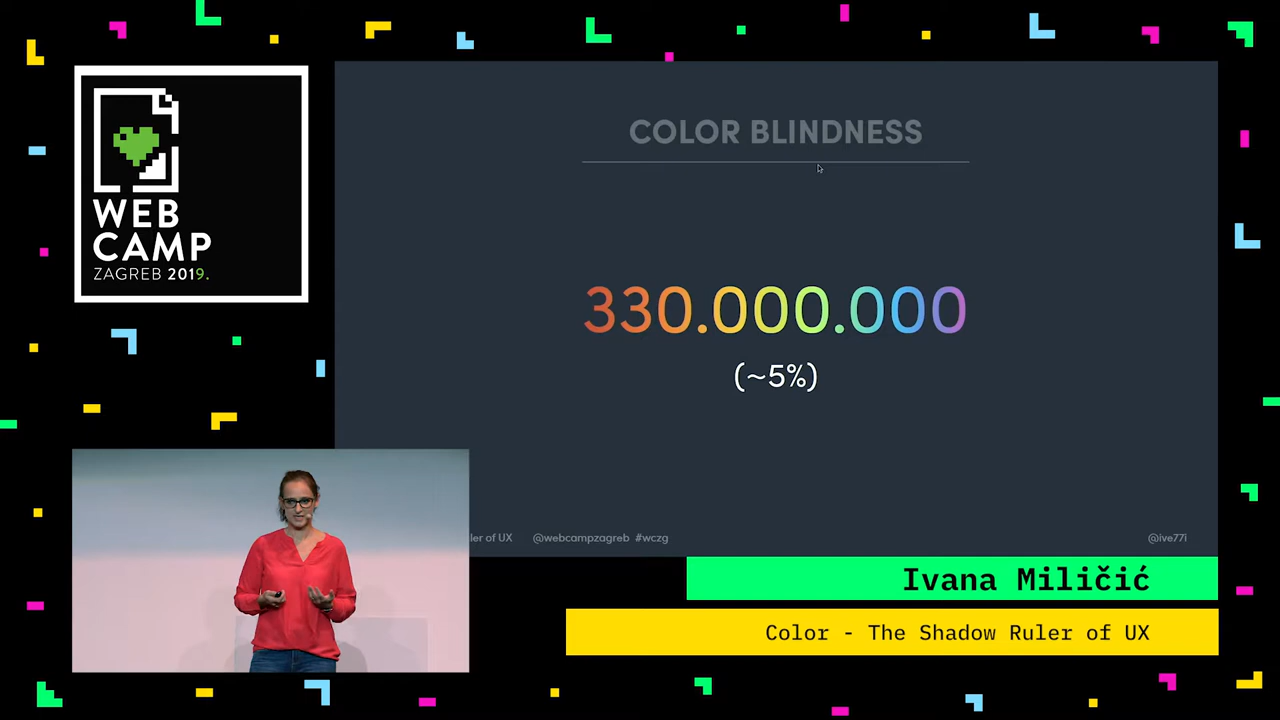 WEB
CAMP
ZAGREB 2019.
COLOR BLINDNESS
330.000.000
(~5%)
ler of UX
@webcampzagreb #wczg
@ive77i
Ivana Miličić
Color - The Shadow Ruler of UX